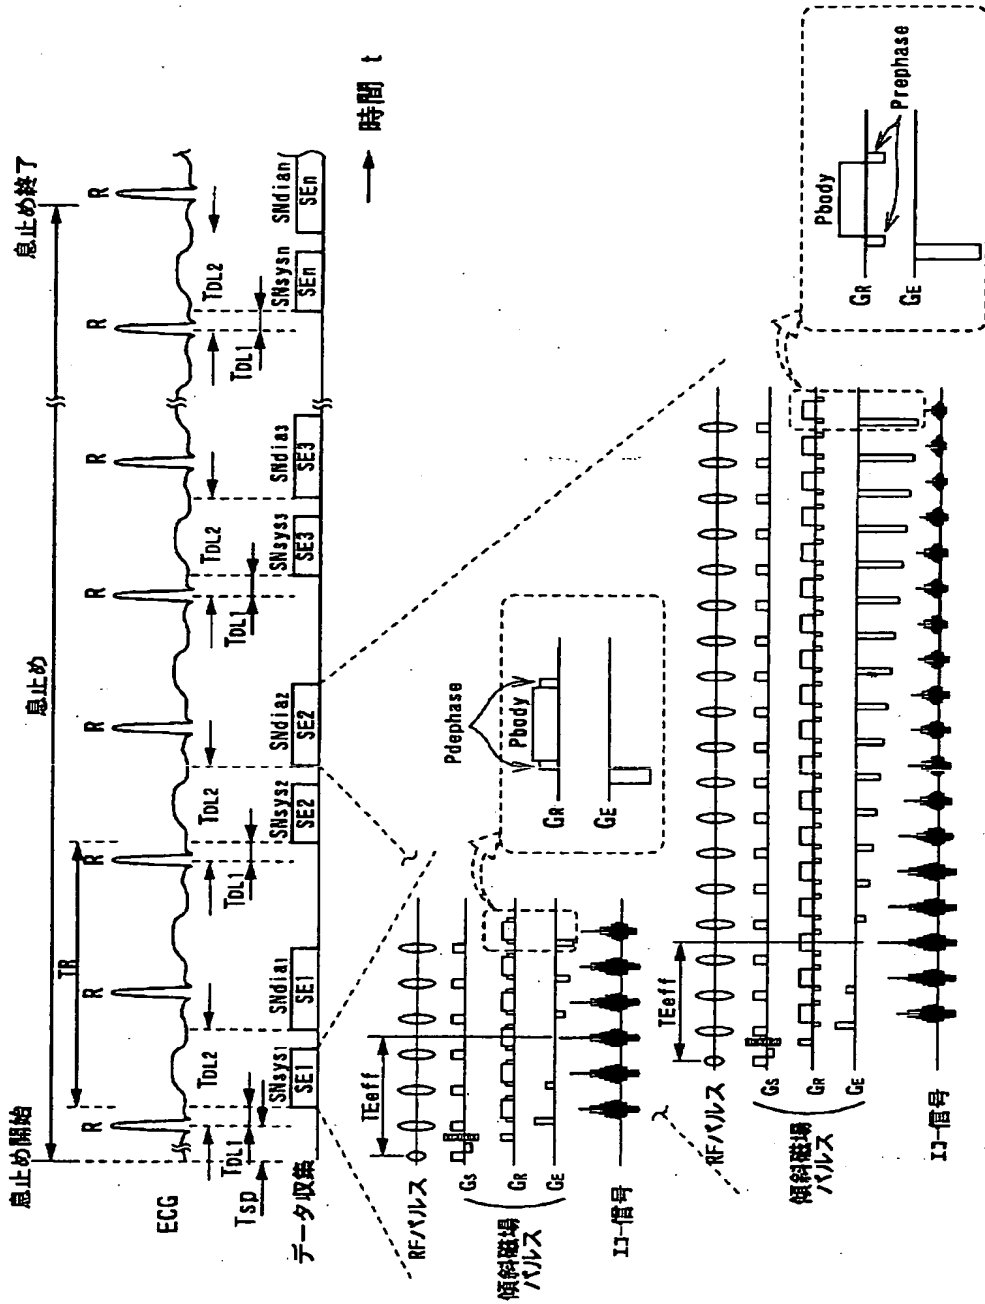 息止め開始
息止め
息止め終了
TR
R
R
R
R
R
R
R
R
ECG
TDL1
TDL2
TDL1
TDL2
TDL1
TDL2
TDL1
TDL2
Tsp
データ収集
SNsys1
SE1
SNdia1
SE1
SNsys2
SE2
SNdia2
SE2
SNsys3
SE3
SNdia3
SE3
SNsysn
SEn
SNdian
SEn
時間 t
TEeff
RFパルス
GS
GR
GE
傾斜磁場
パルス
エコー信号
Pdephase
Pbody
GR
GE
TEeff
RFパルス
GS
GR
GE
傾斜磁場
パルス
エコー信号
Pbody
Prephase
GR
GE